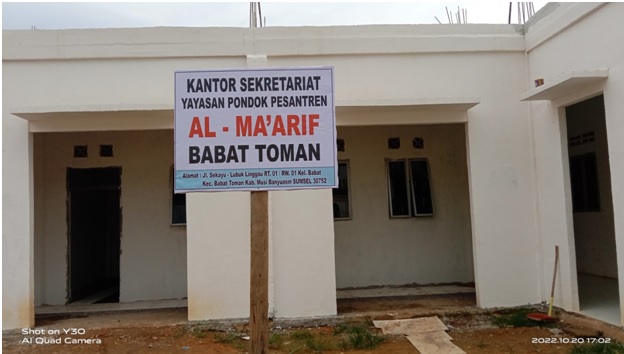 KANTOR SEKRETARIAT
YAYASAN PONDOK PESANTREN
AL - MA'ARIF
BABAT TOMAN
Alamat : Jl. Sekayu - Lubuk Linggau RT. 01 / RW. 01 Kel. Babat
Kec. Babat Toman Kab. Musi Banyuasin SUMSEL 30752
Shot on Y30
AI Quad Camera
2022.10.20 17:02